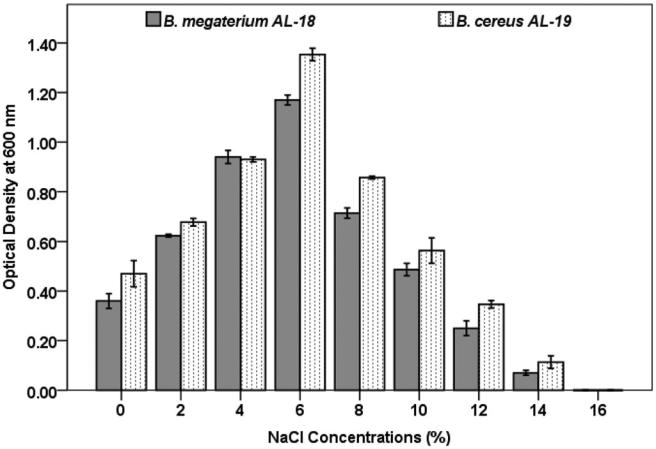 B. megaterium AL-18 B. cereus AL-19
1.40
1.20
1.00
0.80
0.60
0.40
0.20
0.00
Optical Density at 600 nm
0 2 4 6 8 10 12 14 16
NaCl Concentrations (%)